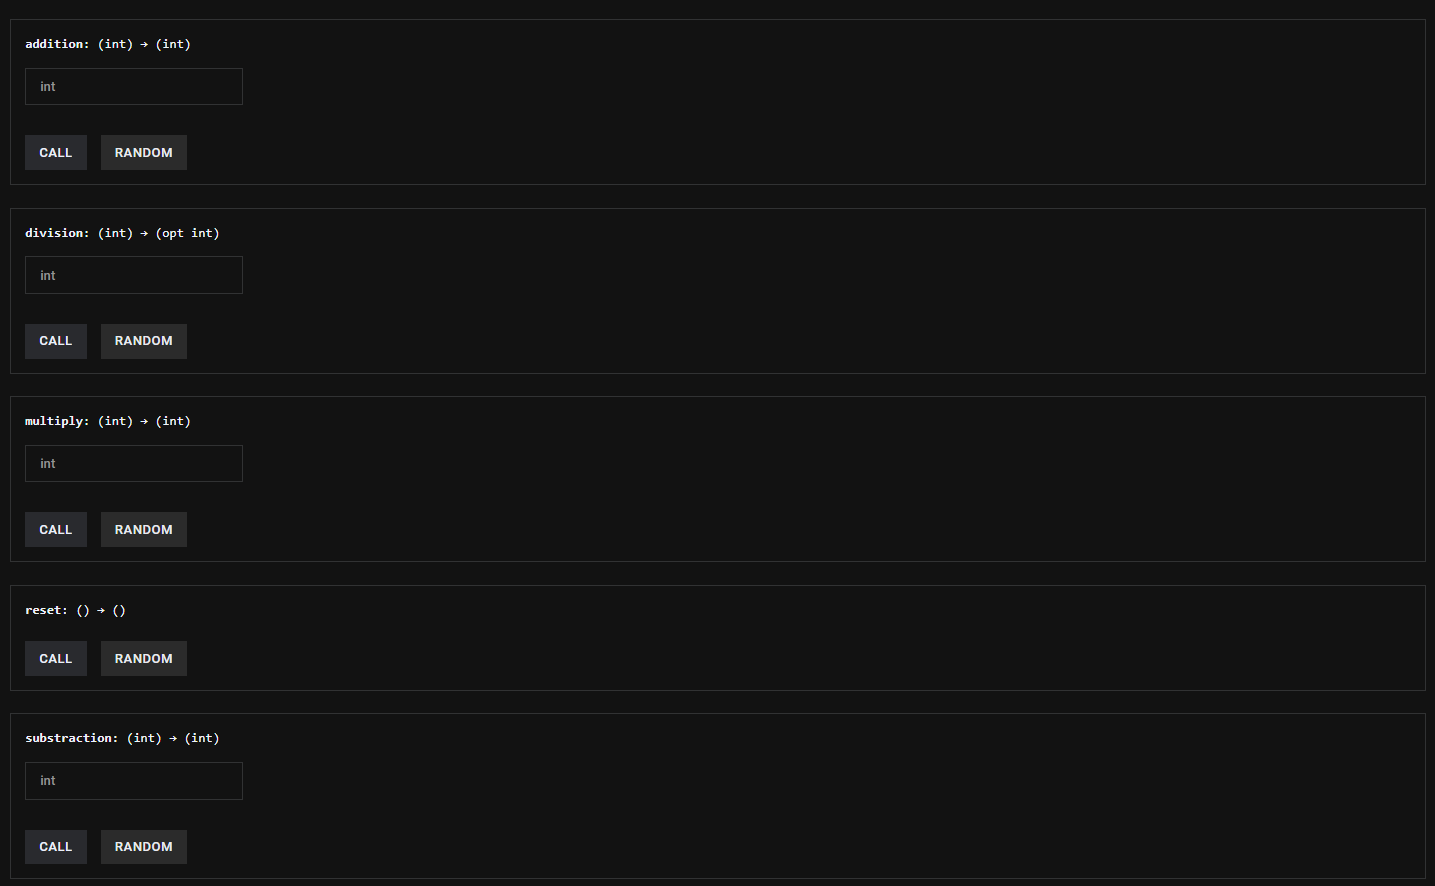 addition: (int) → (int)
int
CALL RANDOM
division: (int) → (opt int)
int
CALL RANDOM
multiply: (int) → (int)
int
CALL RANDOM
reset: () → ()
CALL RANDOM
substraction: (int) → (int)
int
CALL RANDOM